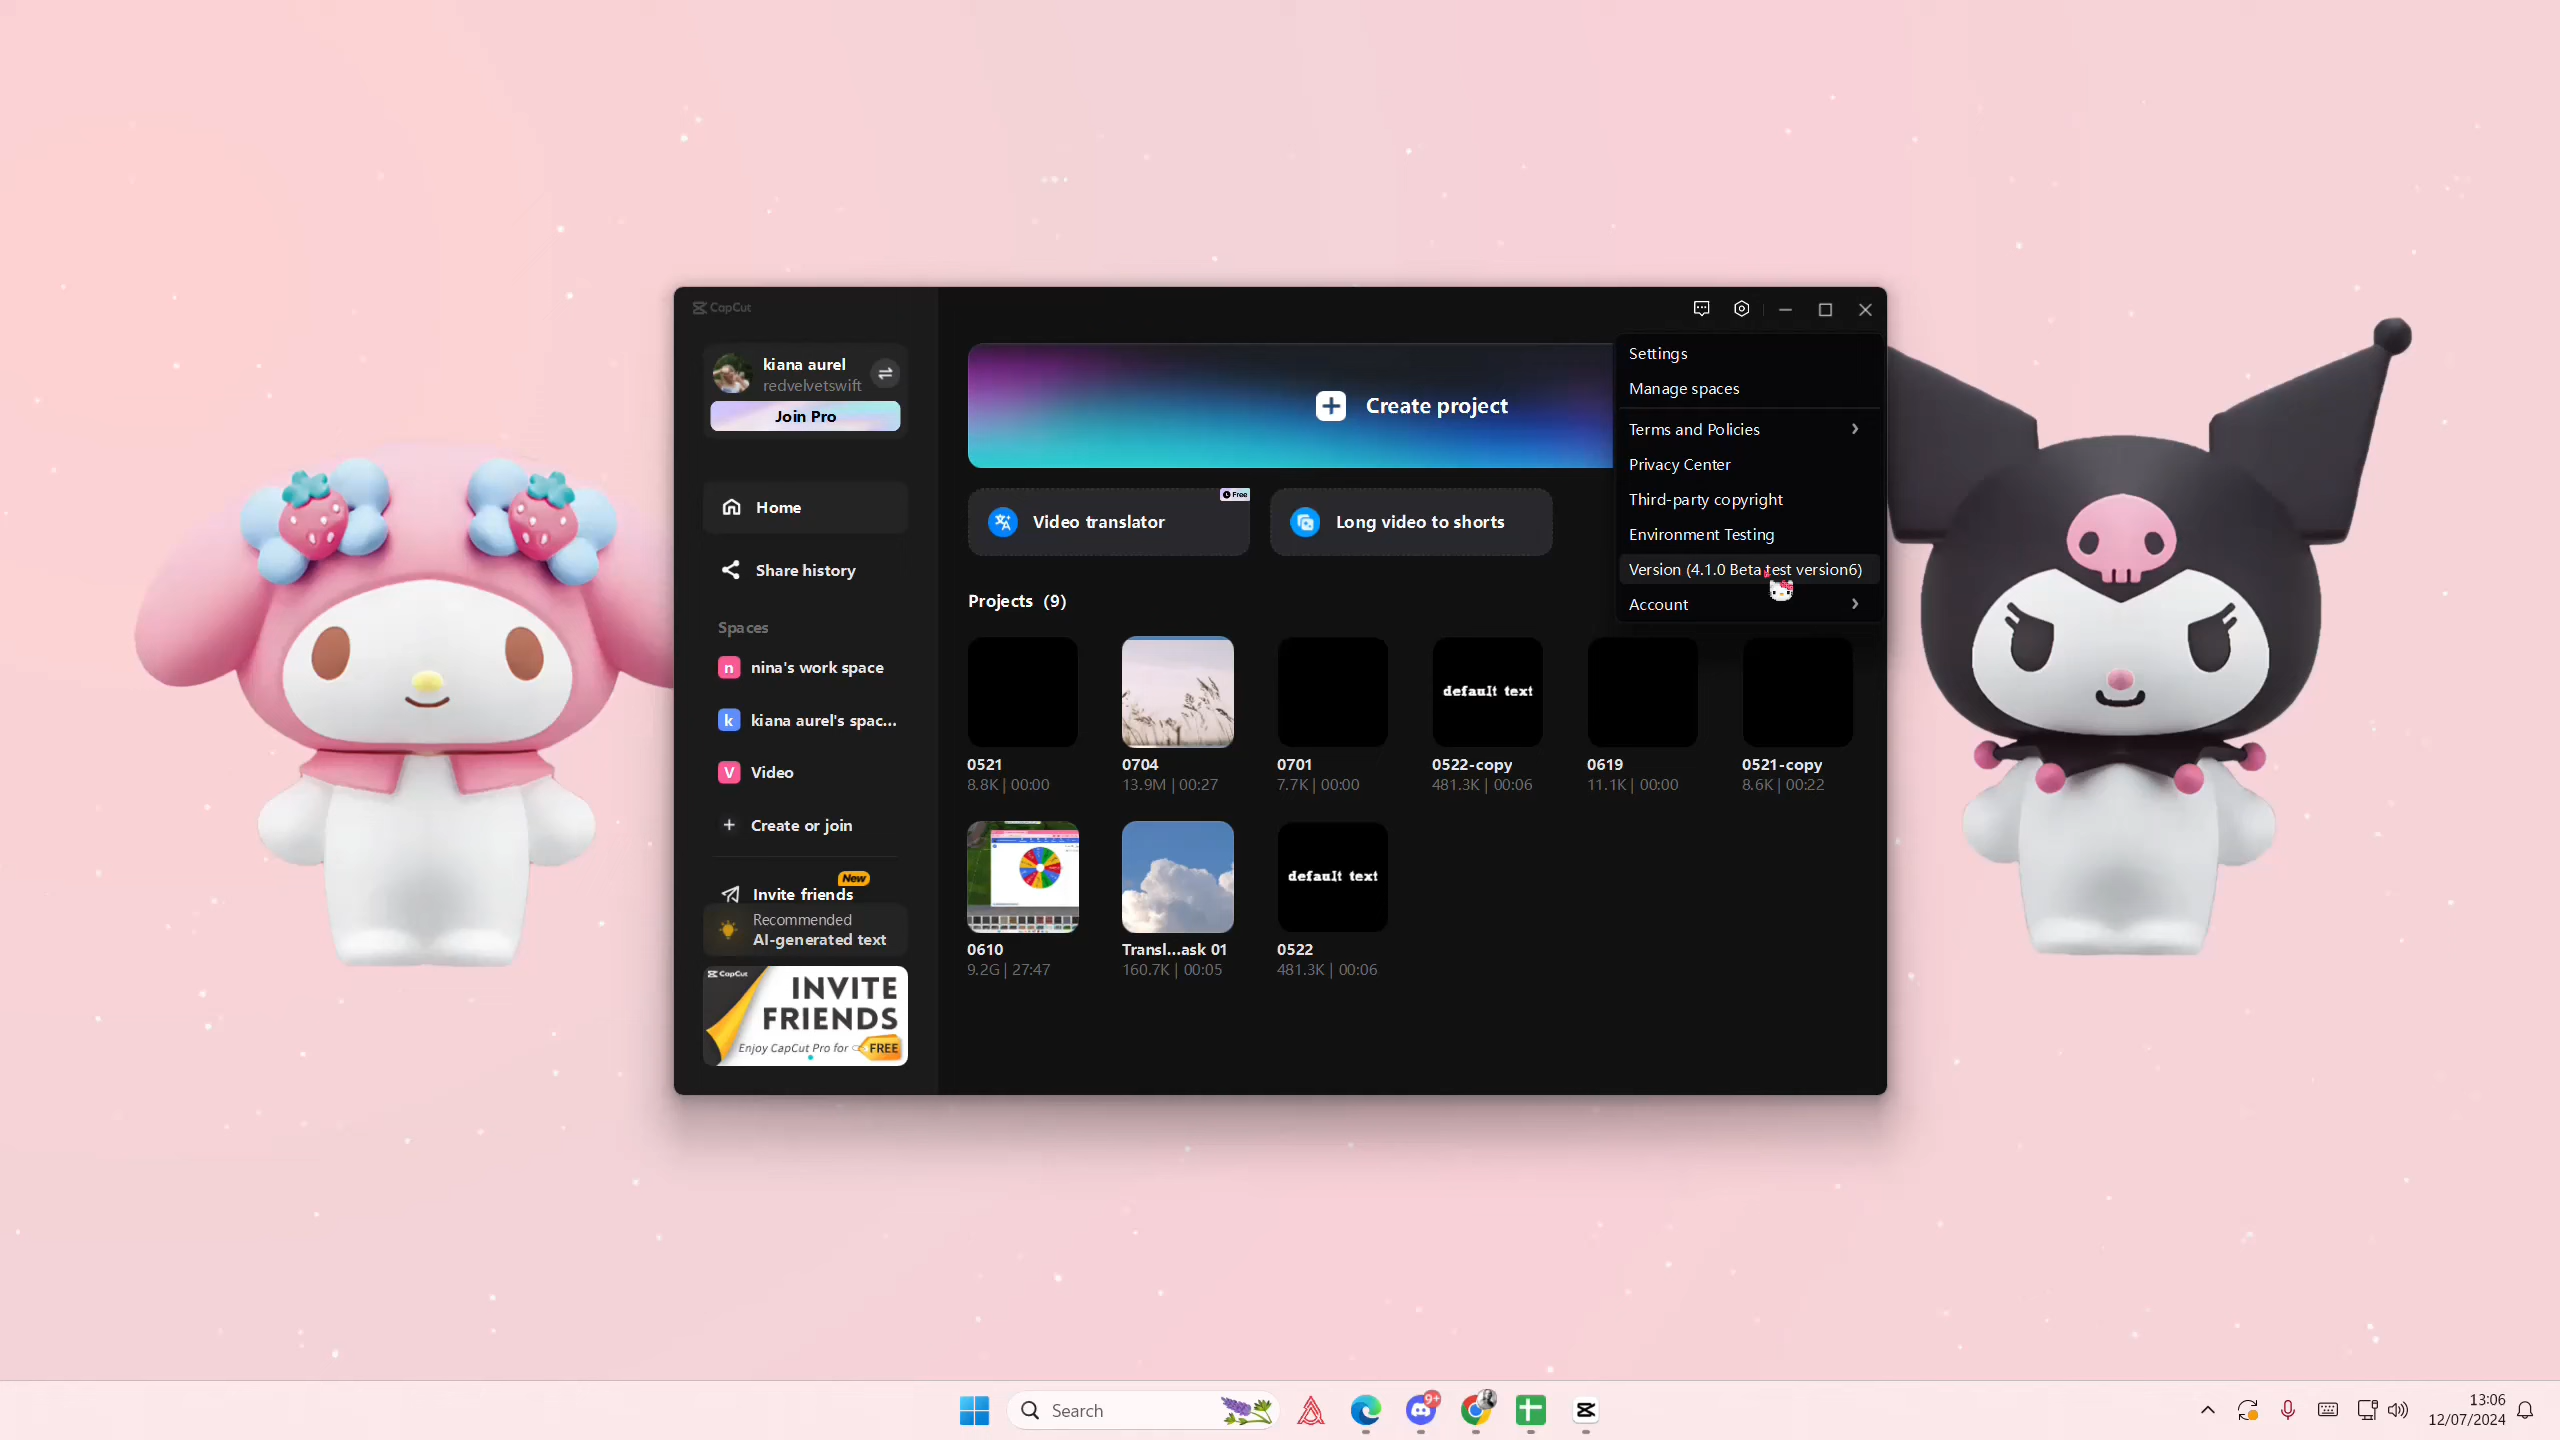 CapCut
kiana aurel
redvelvetswift
Join Pro
Home
Share history
Spaces
n nina's work space
k kiana aurel's spac...
V Video
Create or join
New
Invite friends
Recommended
AI-generated text
CapCut
INVITE
FRIENDS
Enjoy CapCut Pro for FREE
Create project
Free
Video translator
Long video to shorts
Settings
Manage spaces
Terms and Policies
Privacy Center
Third-party copyright
Environment Testing
Version (4.1.0 Beta test version6)
Account
Projects (9)
default text
0521
8.8K | 00:00
0704
13.9M | 00:27
0701
7.7K | 00:00
0522-copy
481.3K | 00:06
0619
11.1K | 00:00
0521-copy
8.6K | 00:22
default text
0610
9.2G | 27:47
Transl...ask 01
160.7K | 00:05
0522
481.3K | 00:06
Search
9+
13:06
12/07/2024